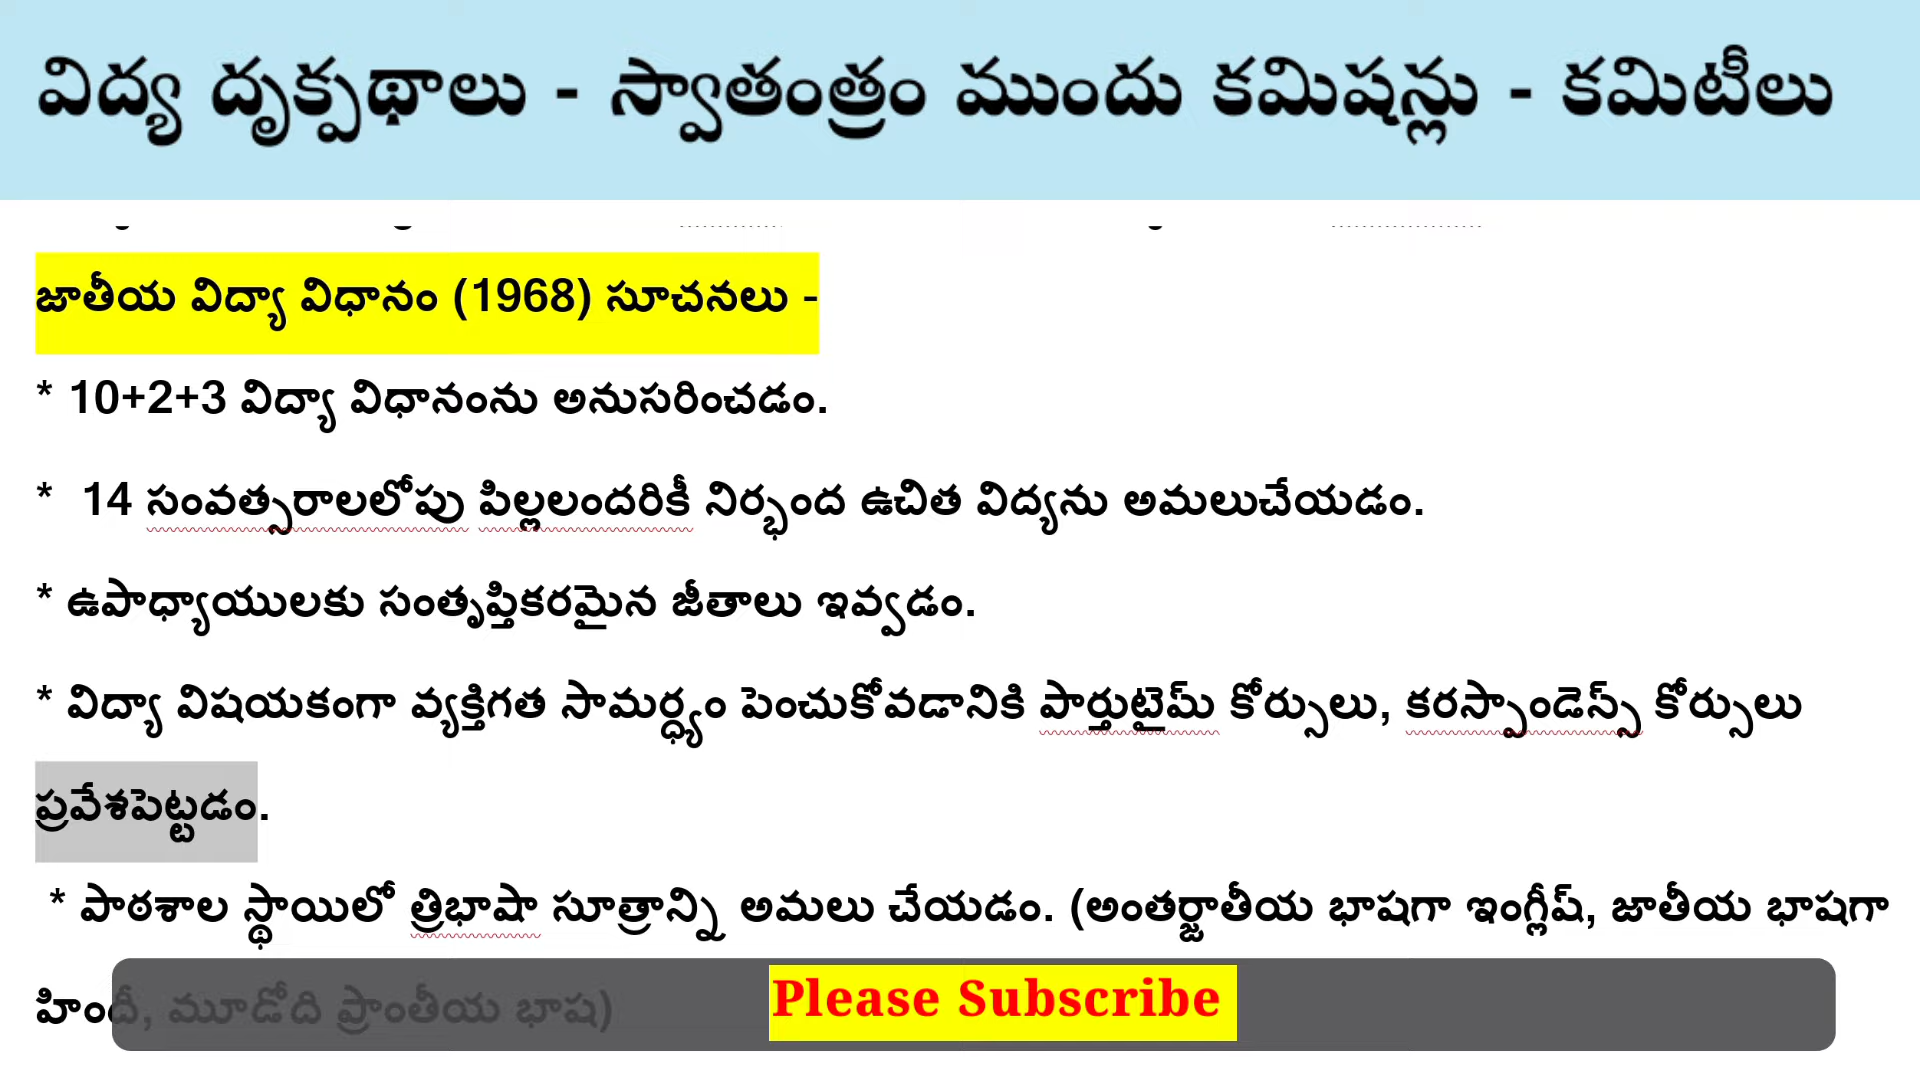 విద్య దృక్పథాలు - స్వాతంత్రం ముందు కమిషన్లు - కమిటీలు
జాతీయ విద్యా విధానం (1968) సూచనలు -
* 10+2+3 విద్యా విధానంను అనుసరించడం.
* 14 సంవత్సరాలలోపు పిల్లలందరికీ నిర్భంద ఉచిత విద్యను అమలుచేయడం.
* ఉపాధ్యాయులకు సంతృప్తికరమైన జీతాలు ఇవ్వడం.
* విద్యా విషయకంగా వ్యక్తిగత సామర్థ్యం పెంచుకోవడానికి పార్తుటైమ్ కోర్సులు, కరస్పాండెన్స్ కోర్సులు
ప్రవేశపెట్టడం.
* పాఠశాల స్థాయిలో త్రిభాషా సూత్రాన్ని అమలు చేయడం. (అంతర్జాతీయ భాషగా ఇంగ్లీష్, జాతీయ భాషగా
హిందీ, మూడోది ప్రాంతీయ భాష)
Please Subscribe